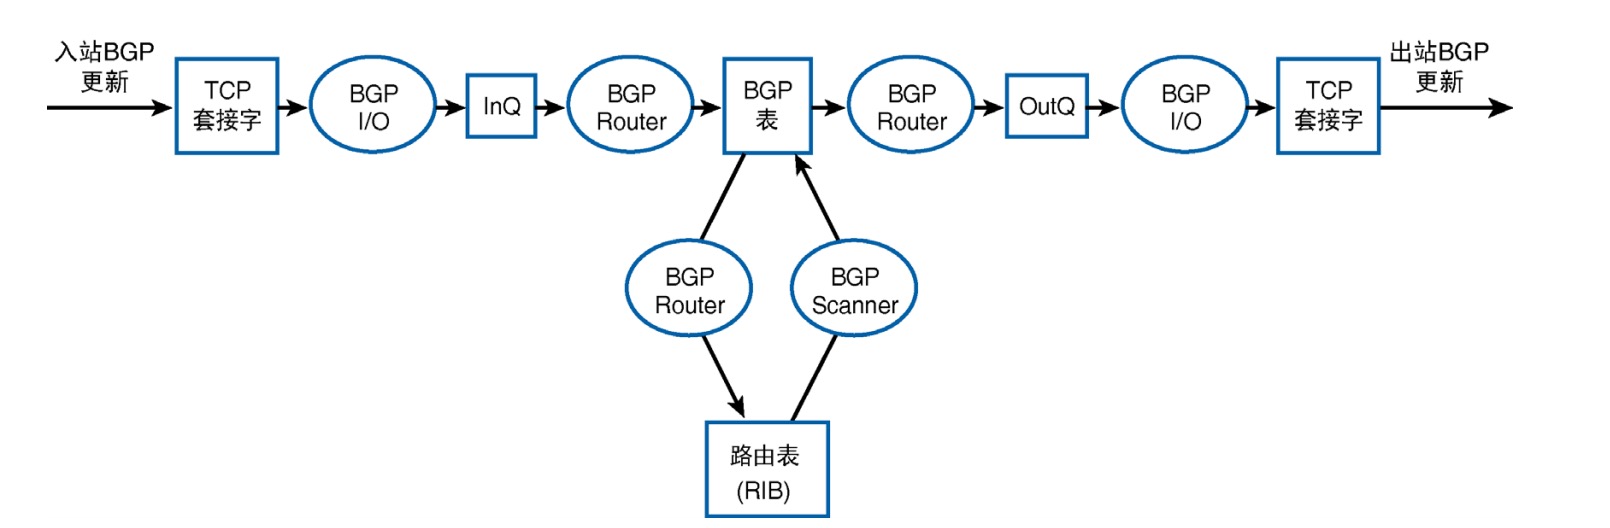 入站BGP
更新
TCP
套接字
BGP
I/O
InQ
BGP
Router
BGP
表
BGP
Router
OutQ
BGP
I/O
TCP
套接字
出站BGP
更新
BGP
Router
BGP
Scanner
路由表
(RIB)